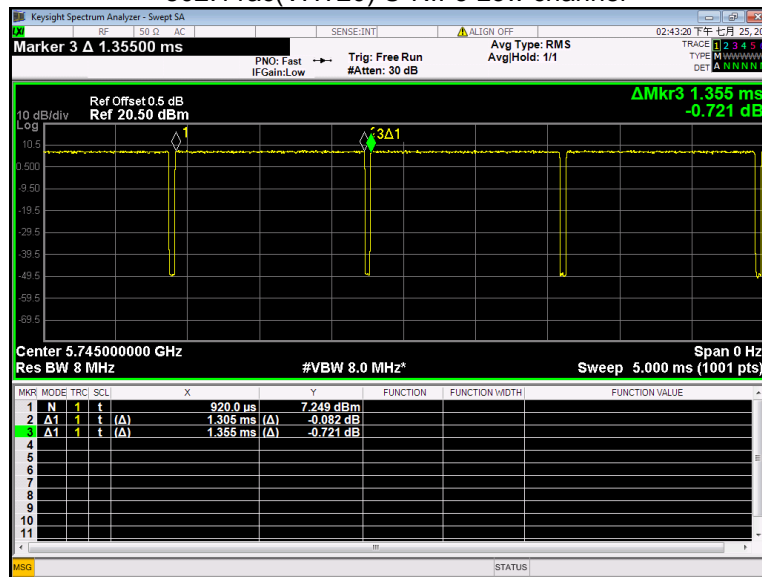 Keysight Spectrum Analyzer - Swept SA
RF 50 Ω AC SENSE:INT ALIGN OFF 02:43:20 下午 七月 25, 20
Marker 3 Δ 1.35500 ms Avg Type: RMS TRACE 1 2 3 4 5
PNO: Fast Trig: Free Run Avg|Hold: 1/1 TYPE M
IFGain:Low #Atten: 30 dB DET A N N N N
ΔMkr3 1.355 ms
-0.721 dB
Ref Offset 0.5 dB
10 dB/div Ref 20.50 dBm
Log
1
3Δ1
10.5
0.500
-9.50
-19.5
-29.5
-39.5
-49.5
-59.5
-69.5
Center 5.745000000 GHz Span 0 Hz
Res BW 8 MHz #VBW 8.0 MHz* Sweep 5.000 ms (1001 pts)
MKR MODE TRC SCL X Y FUNCTION FUNCTION WIDTH FUNCTION VALUE
1 N 1 t 920.0 µs 7.249 dBm
2 Δ1 1 t (Δ) 1.305 ms (Δ) -0.082 dB
3 Δ1 1 t (Δ) 1.355 ms (Δ) -0.721 dB
4
5
6
7
8
9
10
11
MSG STATUS